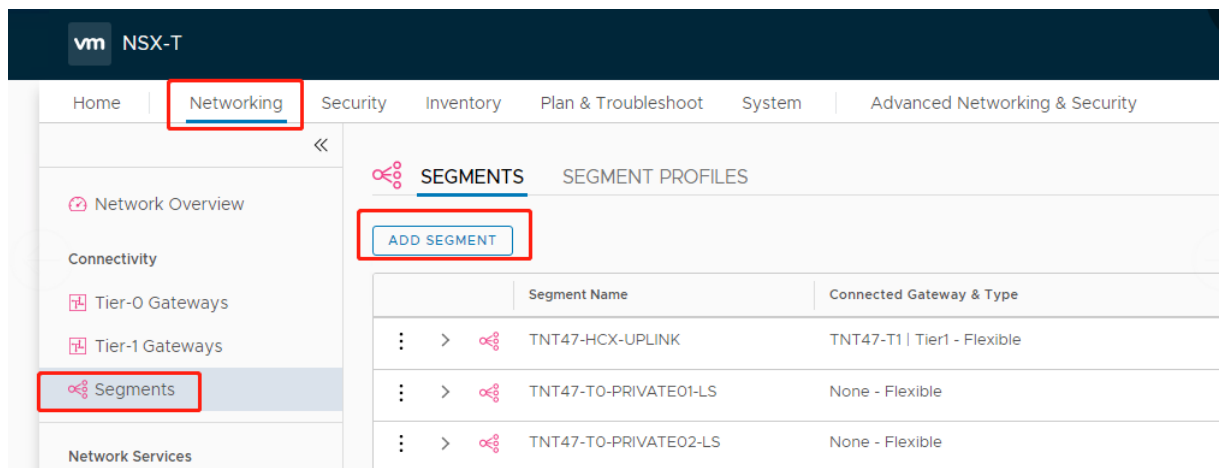 vm NSX-T
Home Networking Security Inventory Plan & Troubleshoot System Advanced Networking & Security
Network Overview
Connectivity
Tier-0 Gateways
Tier-1 Gateways
Segments
Network Services
SEGMENTS SEGMENT PROFILES
ADD SEGMENT
Segment Name Connected Gateway & Type
TNT47-HCX-UPLINK TNT47-T1 | Tier1 - Flexible
TNT47-T0-PRIVATE01-LS None - Flexible
TNT47-T0-PRIVATE02-LS None - Flexible